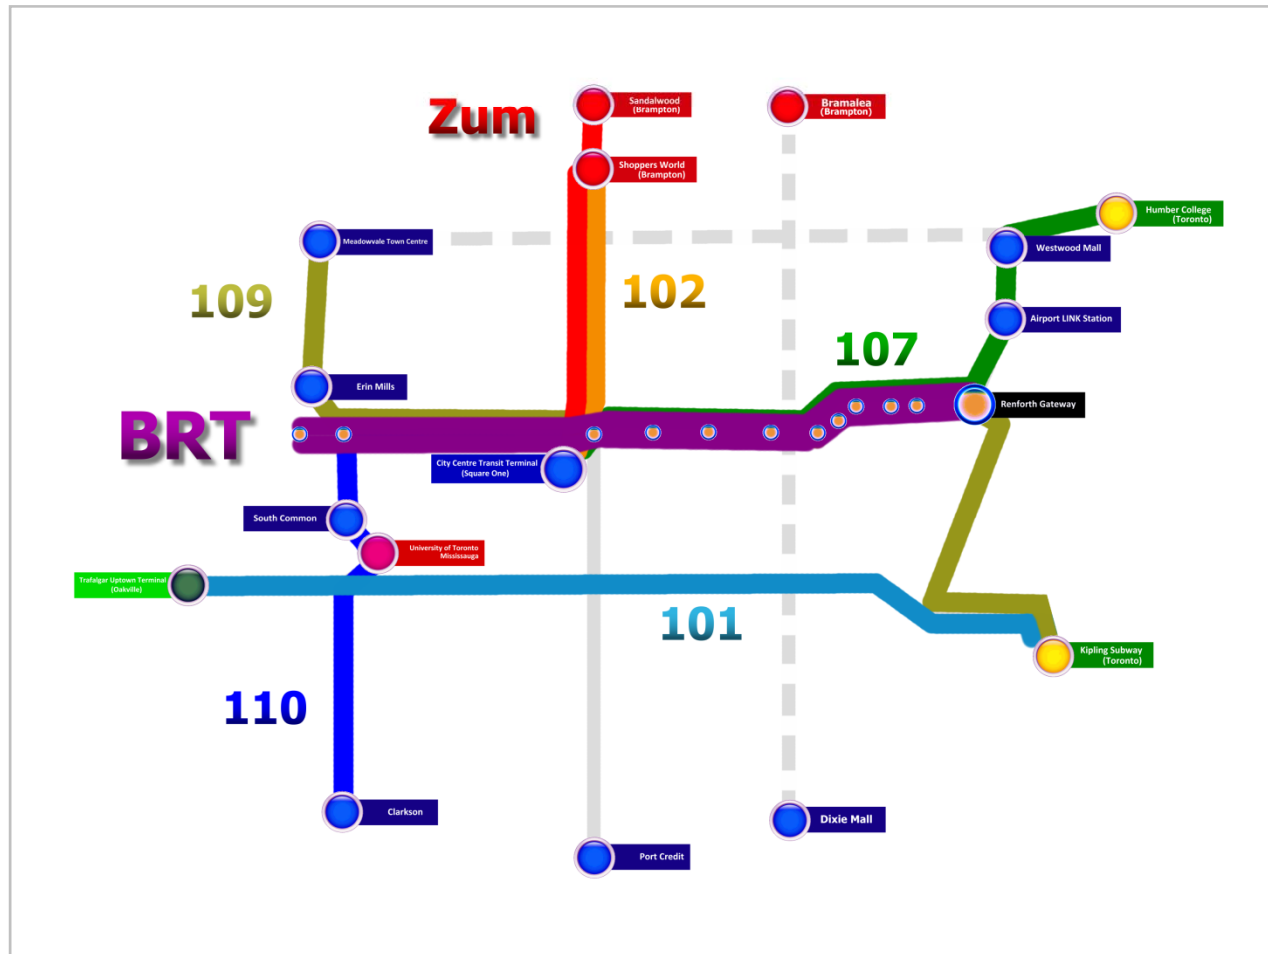 Zum
Sandalwood
(Brampton)
Bramalea
(Brampton)
Shoppers World
(Brampton)
Humber College
(Toronto)
Meadowvale Town Centre
Westwood Mall
109
102
Airport LINK Station
107
Erin Mills
Renforth Gateway
BRT
City Centre Transit Terminal
(Square One)
South Common
University of Toronto
Mississauga
Trafalgar Uptown Terminal
(Oakville)
101
Kipling Subway
(Toronto)
110
Clarkson
Dixie Mall
Port Credit